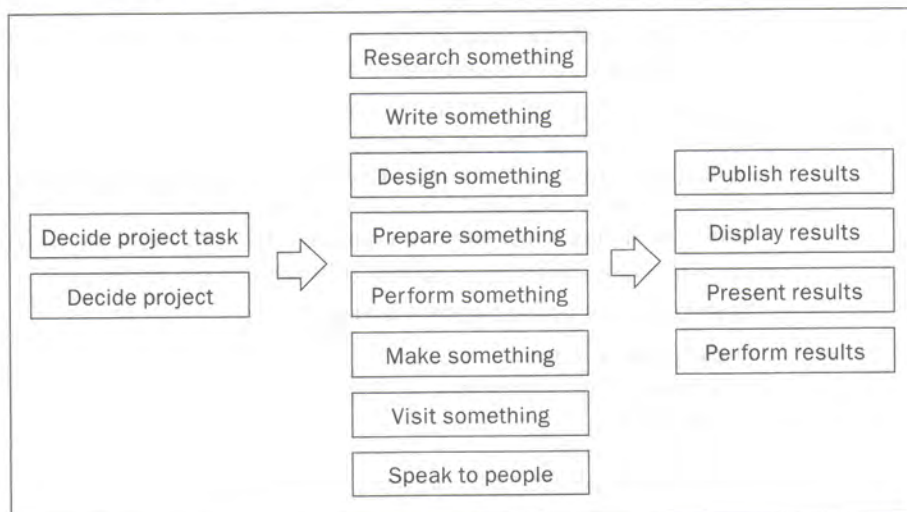 Decide project task
Decide project
Research something
Write something
Design something
Prepare something
Perform something
Make something
Visit something
Speak to people
Publish results
Display results
Present results
Perform results